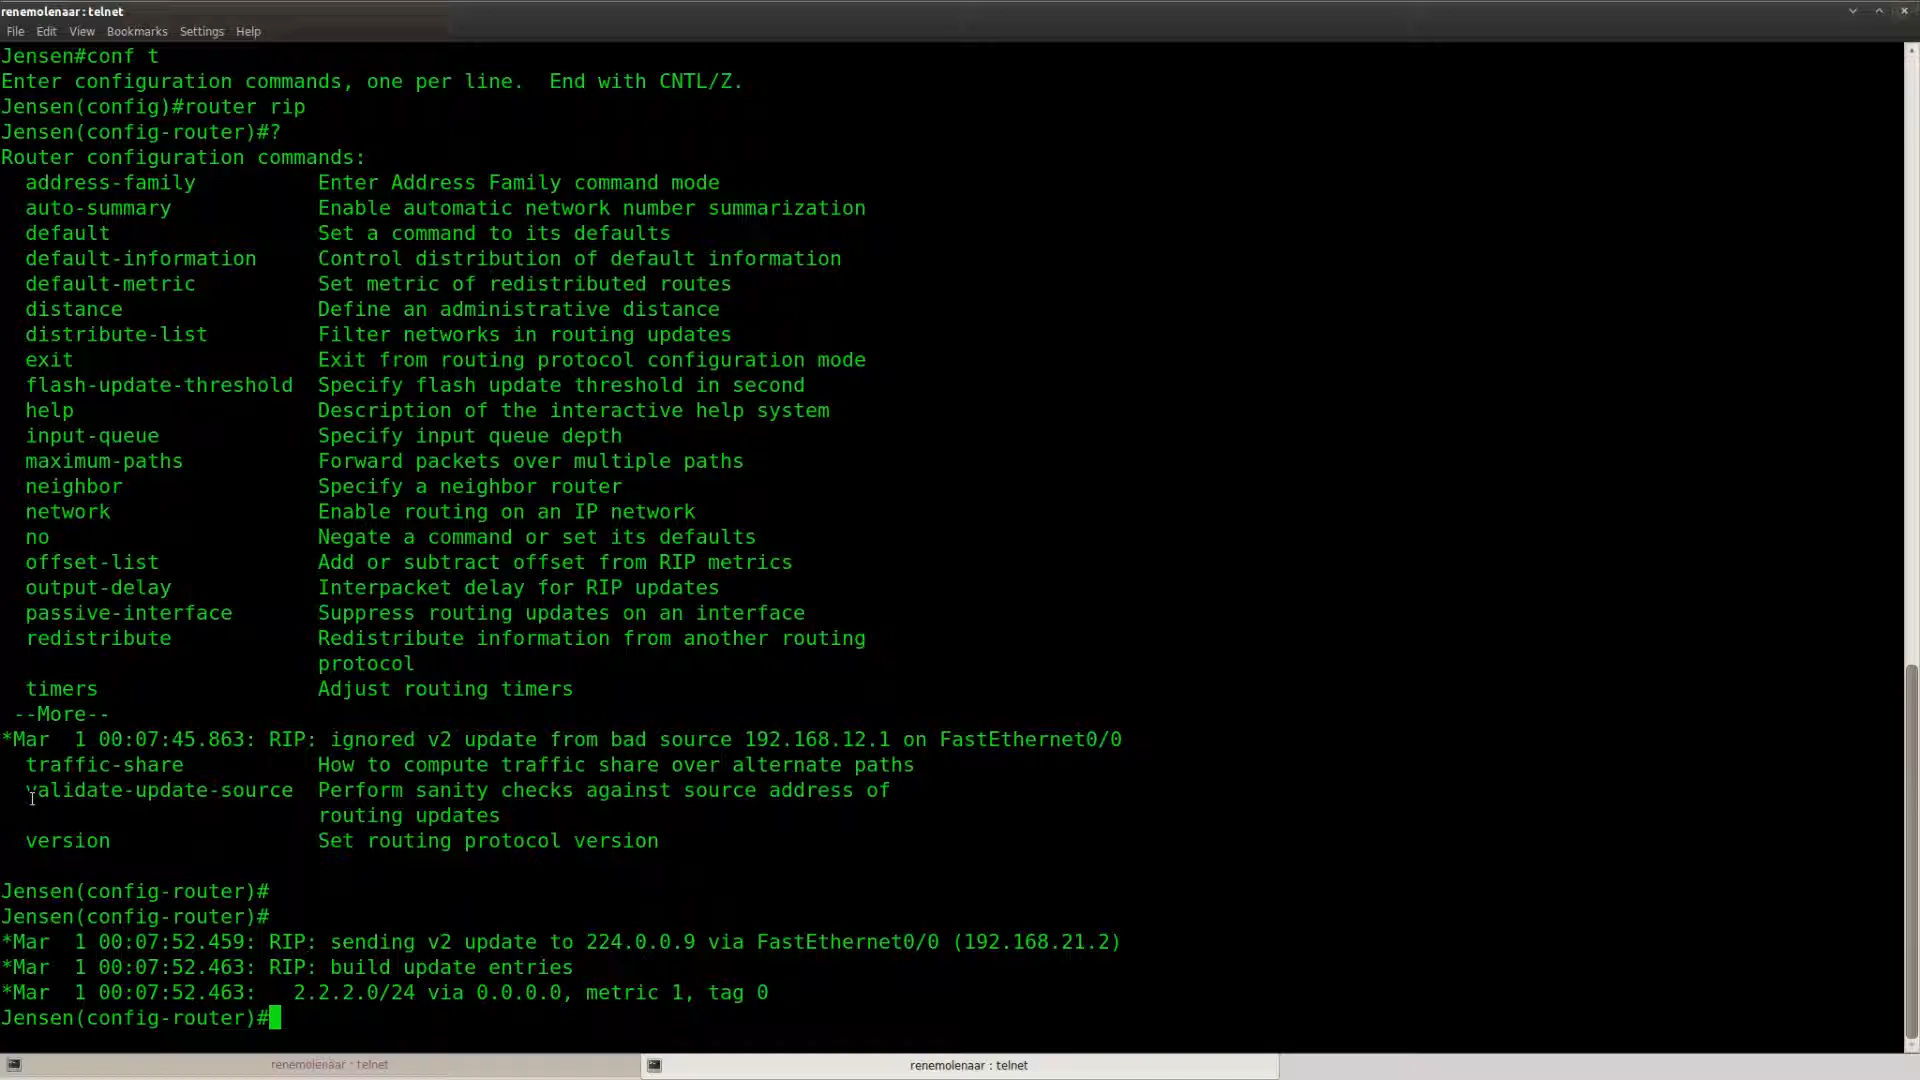 renemolenaar : telnet
File Edit View Bookmarks Settings Help
Jensen#conf t
Enter configuration commands, one per line.  End with CNTL/Z.
Jensen(config)#router rip
Jensen(config-router)#?
Router configuration commands:
  address-family          Enter Address Family command mode
  auto-summary            Enable automatic network number summarization
  default                 Set a command to its defaults
  default-information     Control distribution of default information
  default-metric          Set metric of redistributed routes
  distance                Define an administrative distance
  distribute-list         Filter networks in routing updates
  exit                    Exit from routing protocol configuration mode
  flash-update-threshold  Specify flash update threshold in second
  help                    Description of the interactive help system
  input-queue             Specify input queue depth
  maximum-paths           Forward packets over multiple paths
  neighbor                Specify a neighbor router
  network                 Enable routing on an IP network
  no                      Negate a command or set its defaults
  offset-list             Add or subtract offset from RIP metrics
  output-delay            Interpacket delay for RIP updates
  passive-interface       Suppress routing updates on an interface
  redistribute            Redistribute information from another routing
                          protocol
  timers                  Adjust routing timers
 --More--
*Mar  1 00:07:45.863: RIP: ignored v2 update from bad source 192.168.12.1 on FastEthernet0/0
  traffic-share           How to compute traffic share over alternate paths
  validate-update-source  Perform sanity checks against source address of
                          routing updates
  version                 Set routing protocol version
Jensen(config-router)#
Jensen(config-router)#
*Mar  1 00:07:52.459: RIP: sending v2 update to 224.0.0.9 via FastEthernet0/0 (192.168.21.2)
*Mar  1 00:07:52.463: RIP: build update entries
*Mar  1 00:07:52.463:   2.2.2.0/24 via 0.0.0.0, metric 1, tag 0
Jensen(config-router)#
renemolenaar : telnet
renemolenaar : telnet